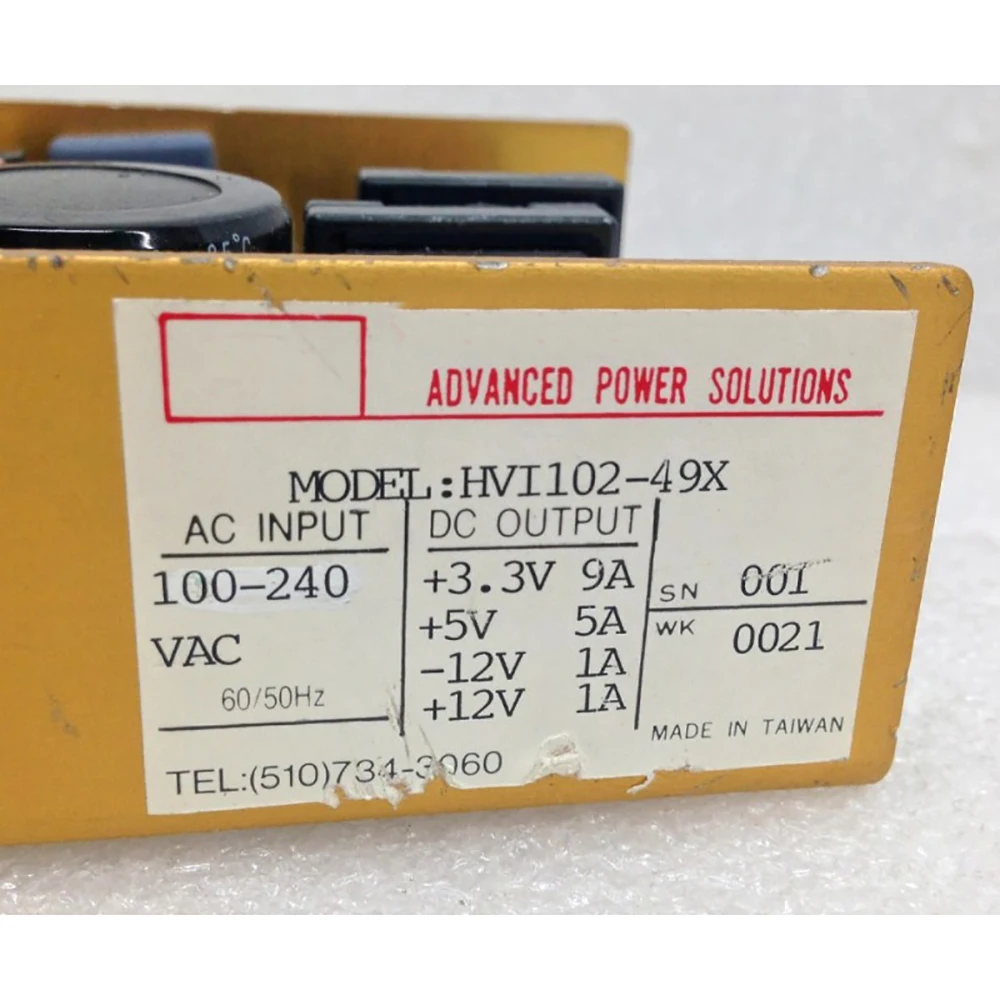 85°C
ADVANCED POWER SOLUTIONS
MODEL:HVI102-49X
AC INPUT
100-240
VAC
60/50Hz
DC OUTPUT
+3.3V 9A
+5V 5A
-12V 1A
+12V 1A
SN 001
WK 0021
MADE IN TAIWAN
TEL:(510)734-3060